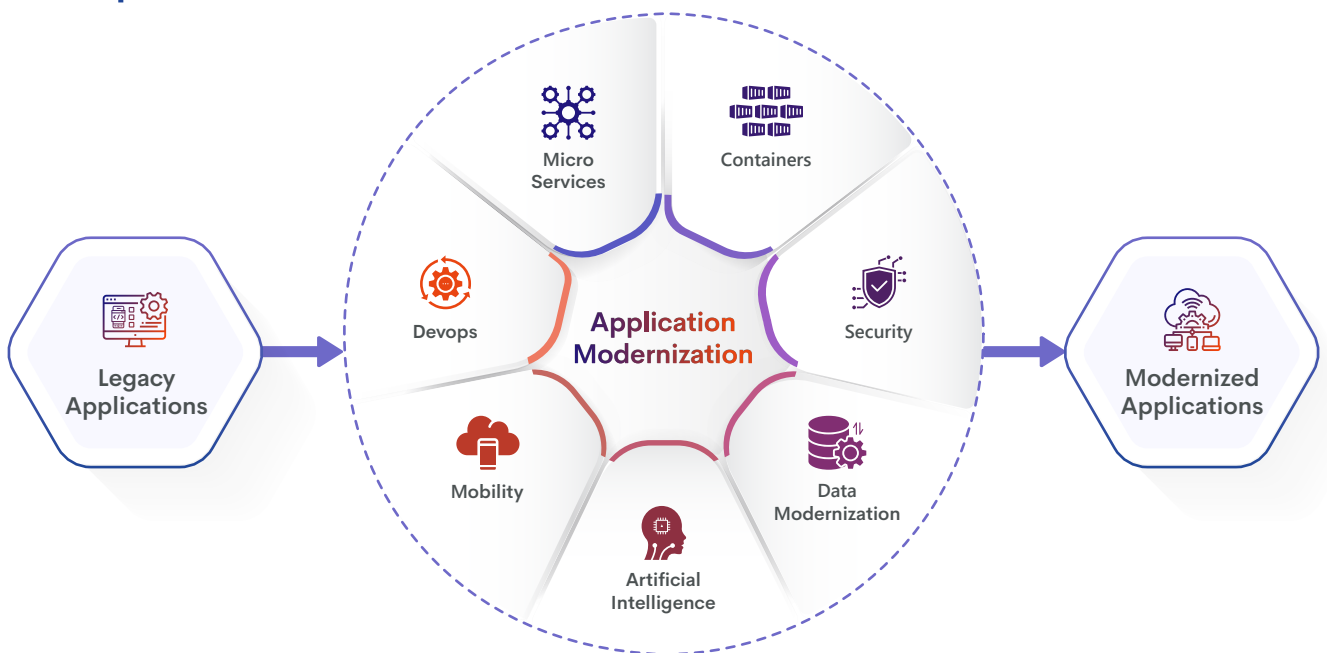 Micro
Services
Containers
Devops
Security
Application
Modernization
Legacy
Applications
Modernized
Applications
Mobility
Data
Modernization
Artificial
Intelligence